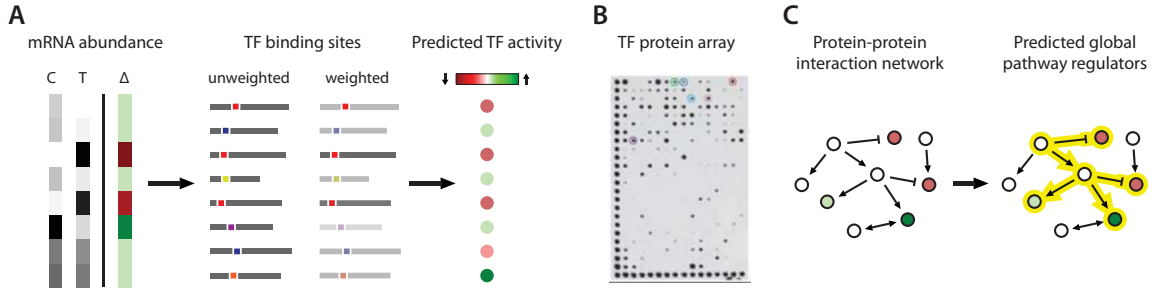 A
mRNA abundance
C T Δ
TF binding sites
unweighted weighted
Predicted TF activity
B
TF protein array
C
Protein-protein
interaction network
Predicted global
pathway regulators